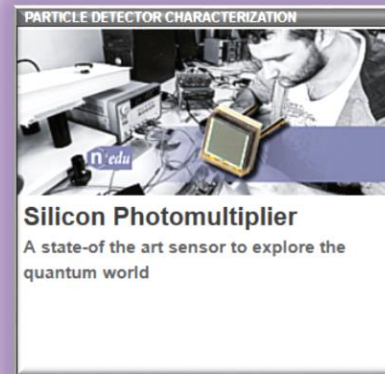 PARTICLE DETECTOR CHARACTERIZATION
n edu
Silicon Photomultiplier
A state-of the art sensor to explore the
quantum world